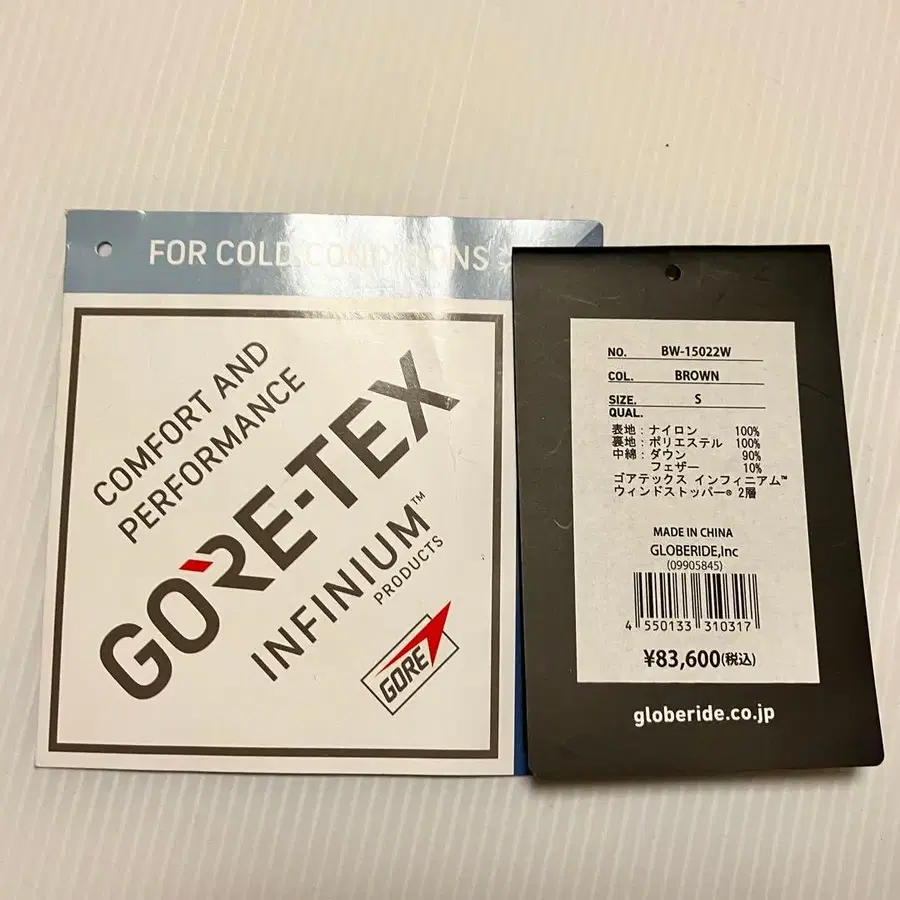 FOR COLD CONDITIONS
COMFORT AND
PERFORMANCE
GORE-TEX
INFINIUM™
PRODUCTS
GORE
NO. BW-15022W
COL. BROWN
SIZE. S
QUAL.
表地：ナイロン 100%
裏地：ポリエステル 100%
中綿：ダウン 90%
フェザー 10%
ゴアテックス インフィニアム™
ウィンドストッパー® 2層
MADE IN CHINA
GLOBERIDE,Inc
(09905845)
4 550133 310317
¥83,600(税込)
globeride.co.jp